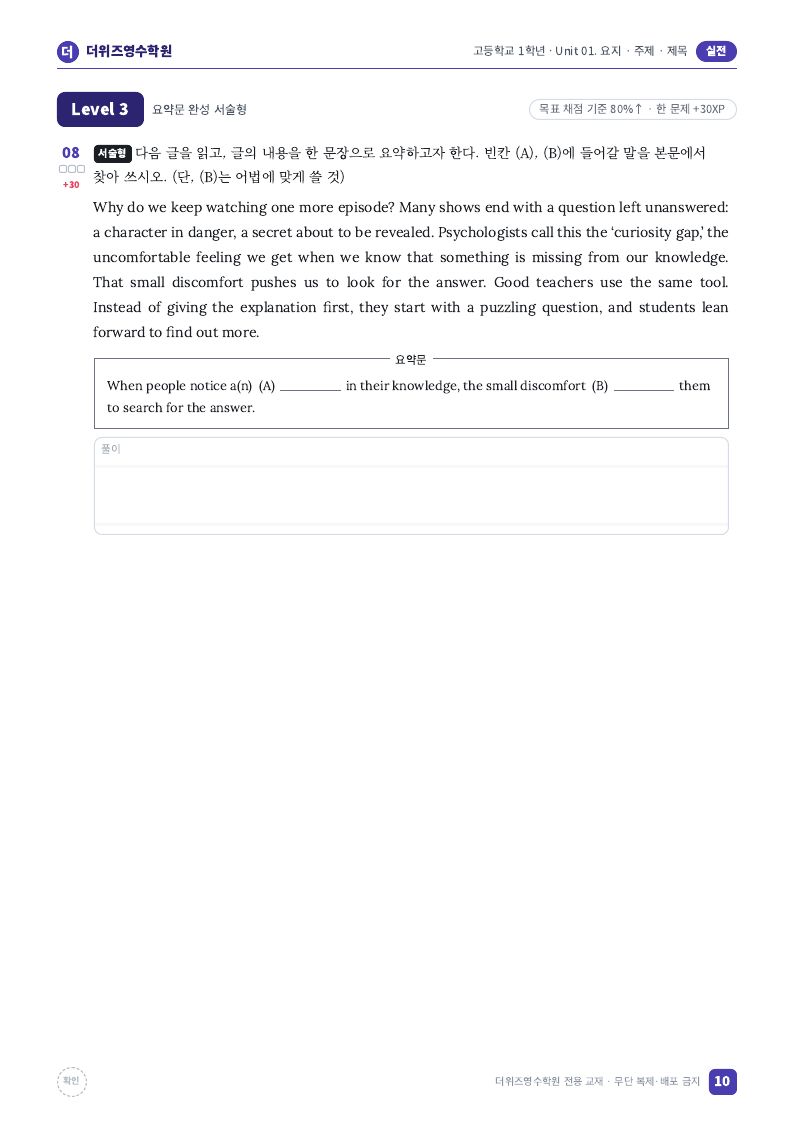 더 더위즈영수학원
고등학교 1학년 · Unit 01. 요지 · 주제 · 제목 실전
Level 3 요약문 완성 서술형
목표 채점 기준 80%↑ · 한 문제 +30XP
08 서술형 다음 글을 읽고, 글의 내용을 한 문장으로 요약하고자 한다. 빈칸 (A), (B)에 들어갈 말을 본문에서
+30 찾아 쓰시오. (단, (B)는 어법에 맞게 쓸 것)
Why do we keep watching one more episode? Many shows end with a question left unanswered:
a character in danger, a secret about to be revealed. Psychologists call this the ‘curiosity gap,’ the
uncomfortable feeling we get when we know that something is missing from our knowledge.
That small discomfort pushes us to look for the answer. Good teachers use the same tool.
Instead of giving the explanation first, they start with a puzzling question, and students lean
forward to find out more.
요약문
When people notice a(n) (A) ________ in their knowledge, the small discomfort (B) ________ them
to search for the answer.
풀이
확인
더위즈영수학원 전용 교재 · 무단 복제·배포 금지 10